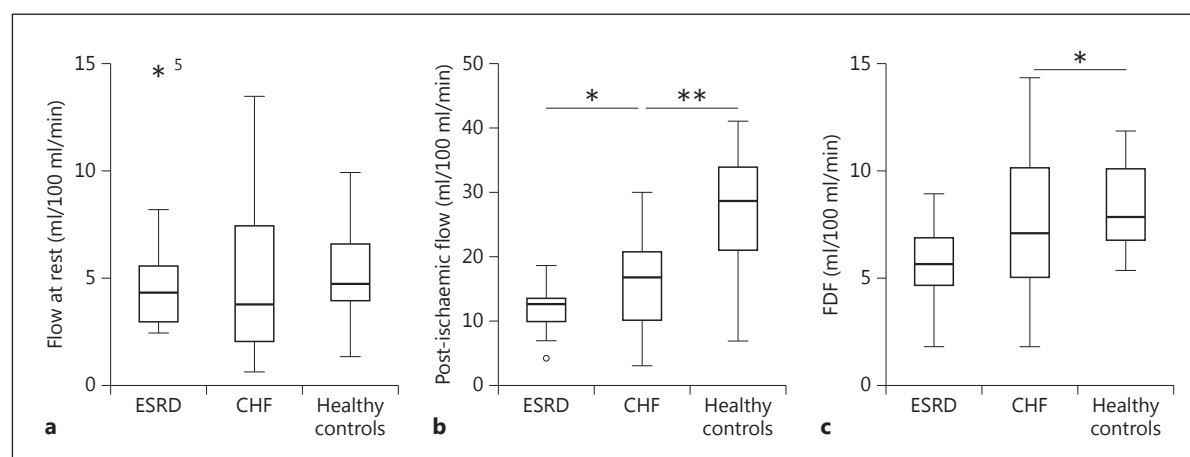 Flow at rest (ml/100 ml/min)
15
10
5
0
* 5
ESRD
CHF
Healthy
controls
a
Post-ischaemic flow (ml/100 ml/min)
50
40
30
20
10
0
*
**
ESRD
CHF
Healthy
controls
b
FDF (ml/100 ml/min)
15
10
5
0
*
CHF
ESRD
Healthy
controls
c